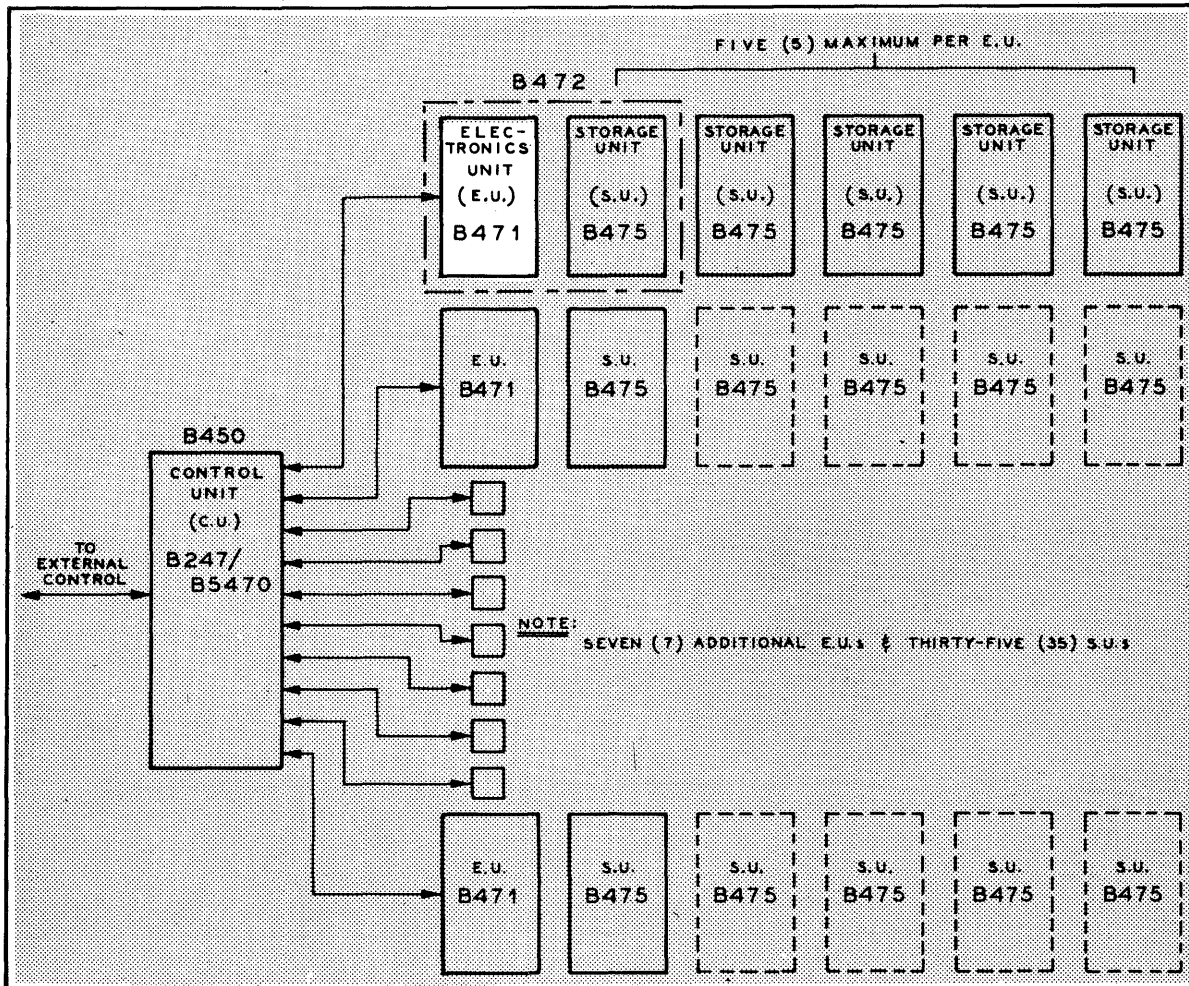 FIVE (5) MAXIMUM PER E.U.
B472
ELEC-
TRONICS
UNIT
(E.U.)
B471
STORAGE
UNIT
(S.U.)
B475
STORAGE
UNIT
(S.U.)
B475
STORAGE
UNIT
(S.U.)
B475
STORAGE
UNIT
(S.U.)
B475
STORAGE
UNIT
(S.U.)
B475
E.U.
B471
S.U.
B475
S.U.
B475
S.U.
B475
S.U.
B475
S.U.
B475
B450
CONTROL
UNIT
(C.U.)
B247/
B5470
TO
EXTERNAL
CONTROL
NOTE:
SEVEN (7) ADDITIONAL E.U.s & THIRTY-FIVE (35) S.U.s
E.U.
B471
S.U.
B475
S.U.
B475
S.U.
B475
S.U.
B475
S.U.
B475